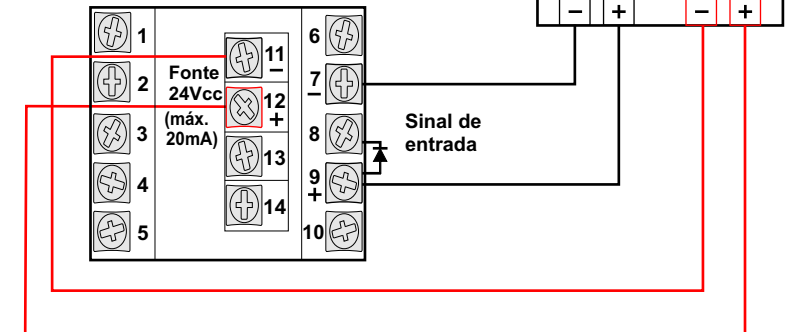 − + − +
1
2
3
4
5
Fonte
24Vcc
(máx.
20mA)
11
−
12
+
13
14
6
7
−
8
9
+
10
Sinal de
entrada